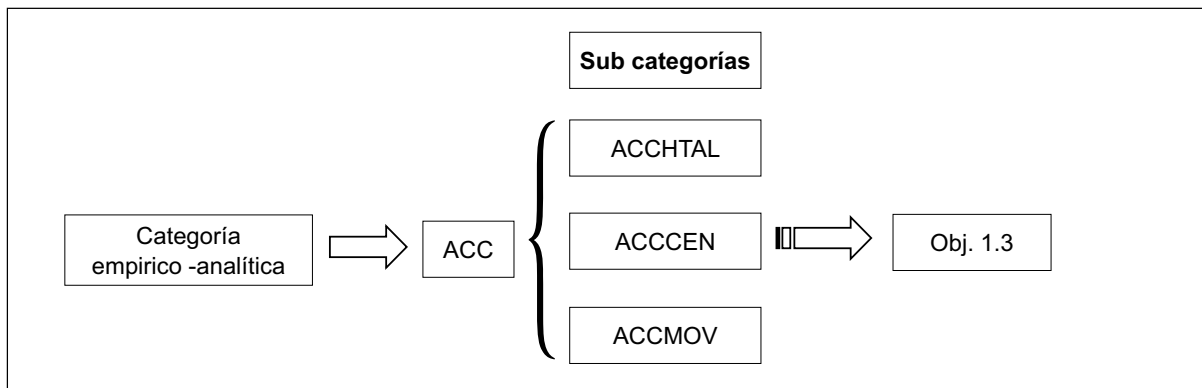 Sub categorías
ACCHTAL
Categoría
empirico -analítica
ACC
ACCCEN
Obj. 1.3
ACCMOV